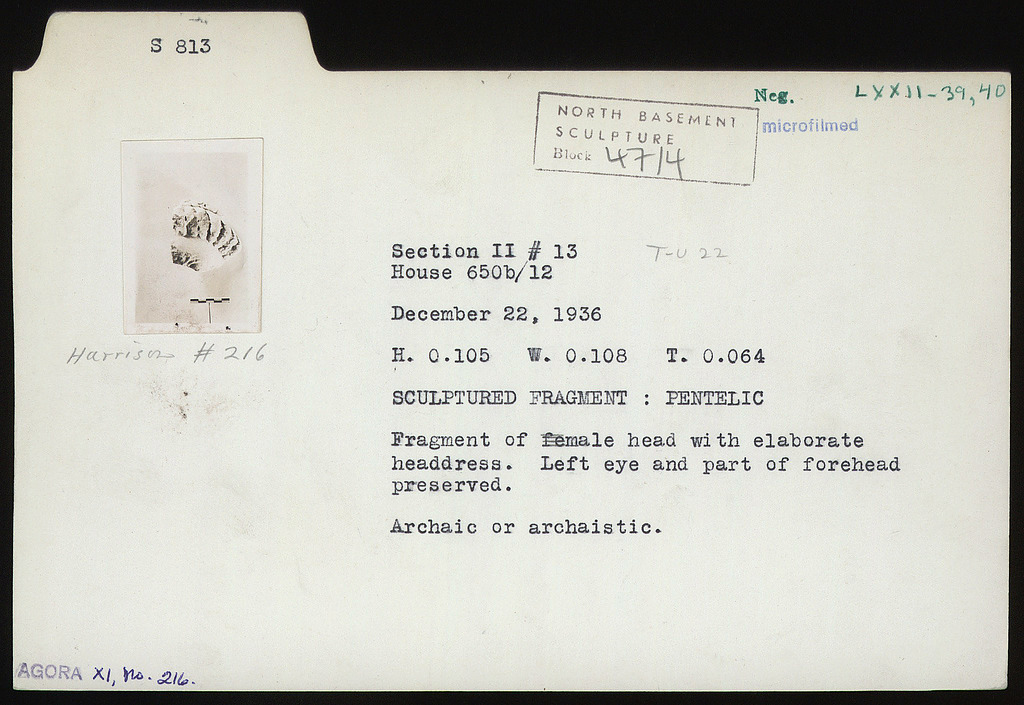 S 813
Neg. LXXII-39,40
NORTH BASEMENT
SCULPTURE
Block 47/4
microfilmed
Section II # 13 T-U 22
House 650b/12
December 22, 1936
H. 0.105 W. 0.108 T. 0.064
Harrison # 216
SCULPTURED FRAGMENT : PENTELIC
Fragment of female head with elaborate
headdress. Left eye and part of forehead
preserved.
Archaic or archaistic.
AGORA XI, No. 216.